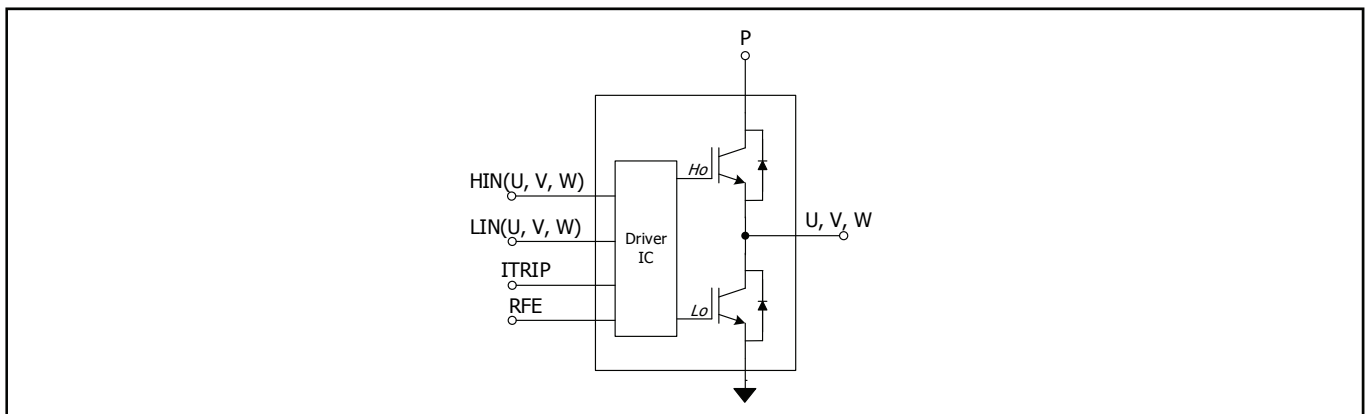 P
Ho
HIN(U, V, W)
U, V, W
LIN(U, V, W)
Driver
IC
ITRIP
RFE
Lo